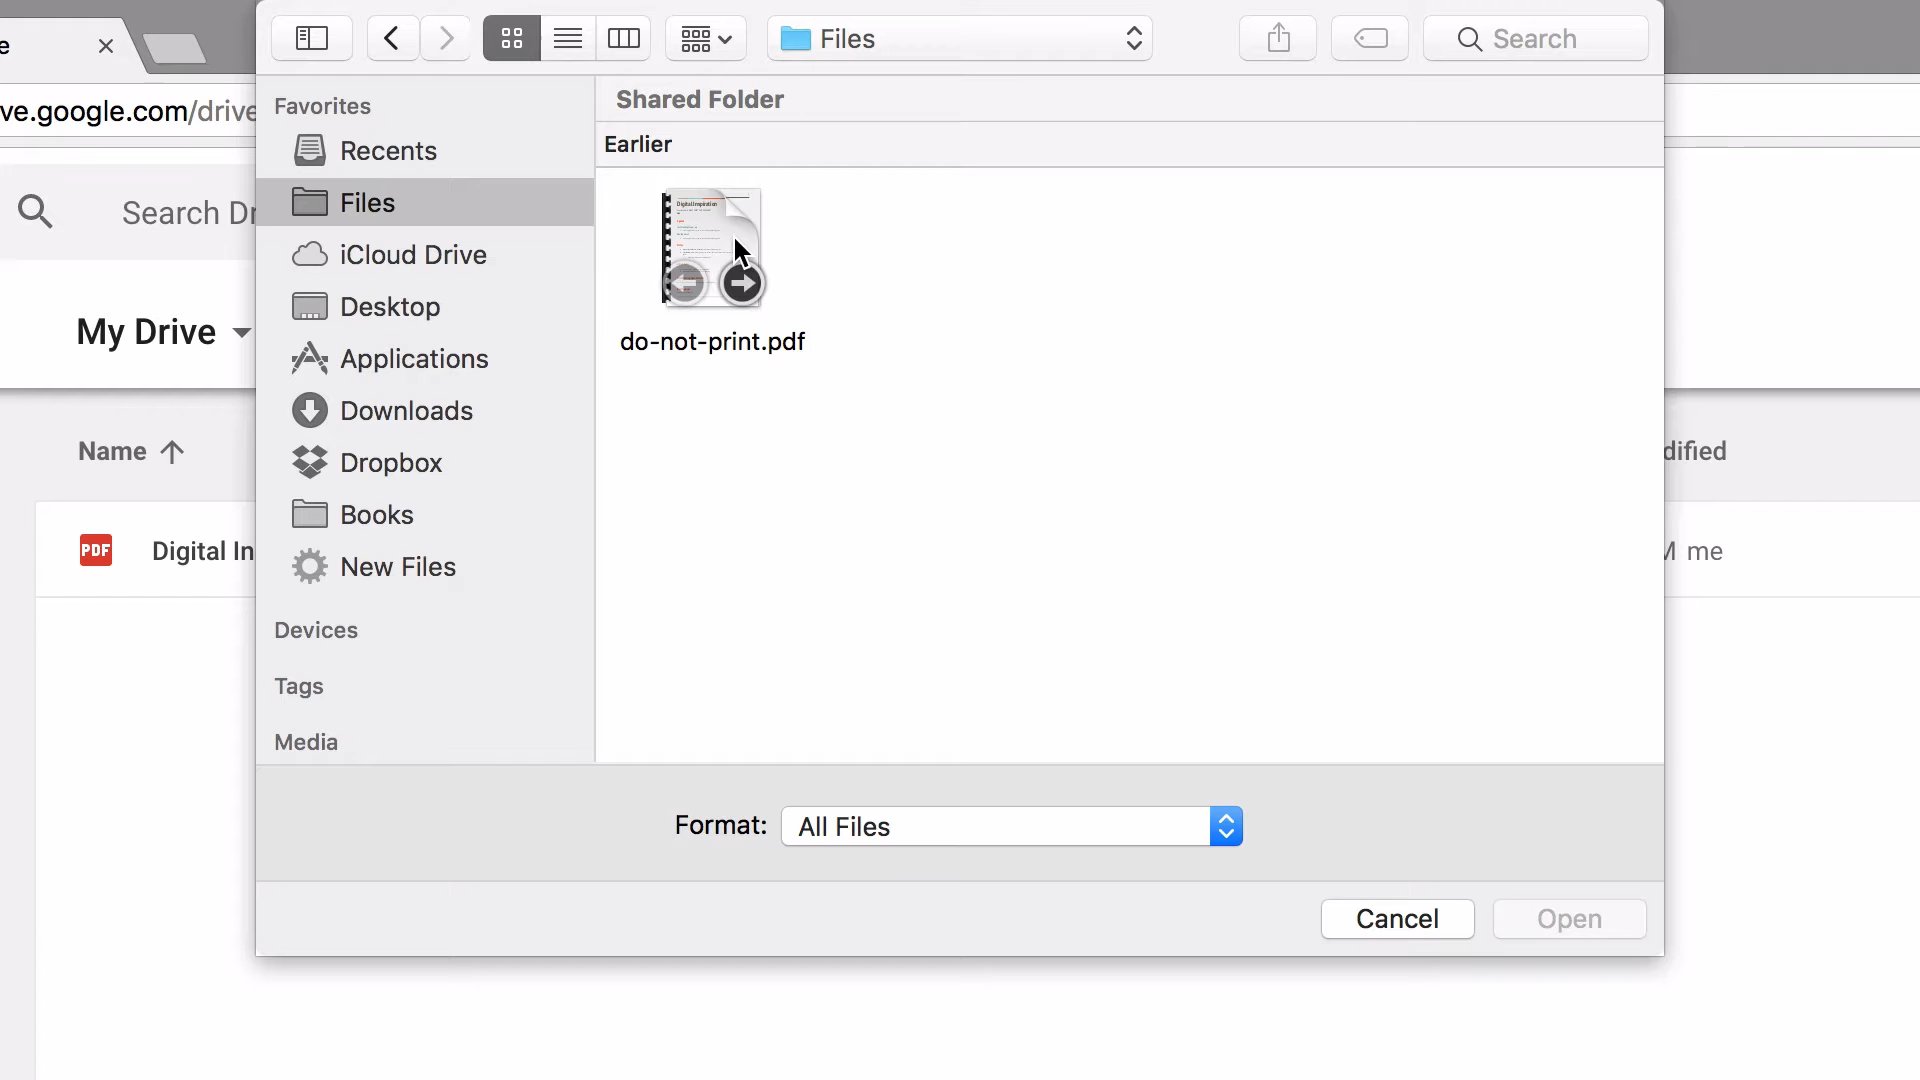 e
Files
Search
ve.google.com/drive
Favorites
Shared Folder
Earlier
Recents
Files
Search Dr
iCloud Drive
Digital Inspiration
Desktop
My Drive
do-not-print.pdf
Applications
Downloads
Name
dified
Dropbox
Books
PDF
Digital In
M me
New Files
Devices
Tags
Media
Format:
All Files
Cancel
Open